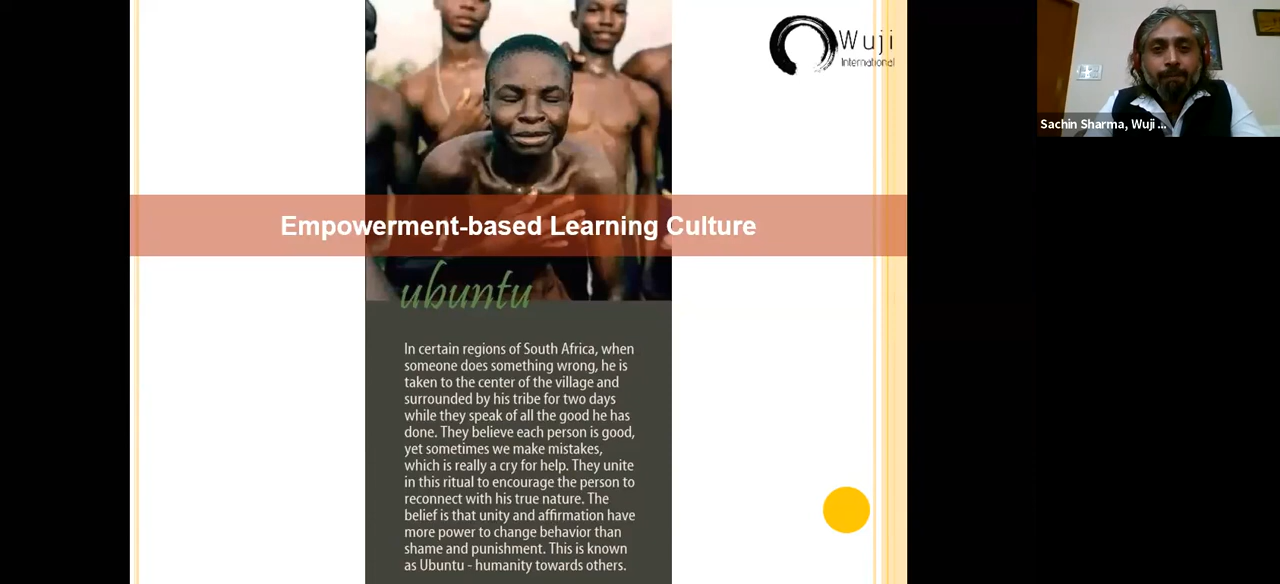 Wuji
International
Sachin Sharma, Wuji ...
Empowerment-based Learning Culture
ubuntu
In certain regions of South Africa, when
someone does something wrong, he is
taken to the center of the village and
surrounded by his tribe for two days
while they speak of all the good he has
done. They believe each person is good,
yet sometimes we make mistakes,
which is really a cry for help. They unite
in this ritual to encourage the person to
reconnect with his true nature. The
belief is that unity and affirmation have
more power to change behavior than
shame and punishment. This is known
as Ubuntu - humanity towards others.